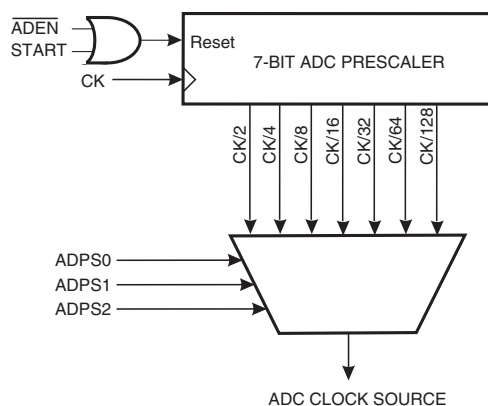 ADEN
START
Reset
7-BIT ADC PRESCALER
CK
CK/2
CK/4
CK/8
CK/16
CK/32
CK/64
CK/128
ADPS0
ADPS1
ADPS2
ADC CLOCK SOURCE